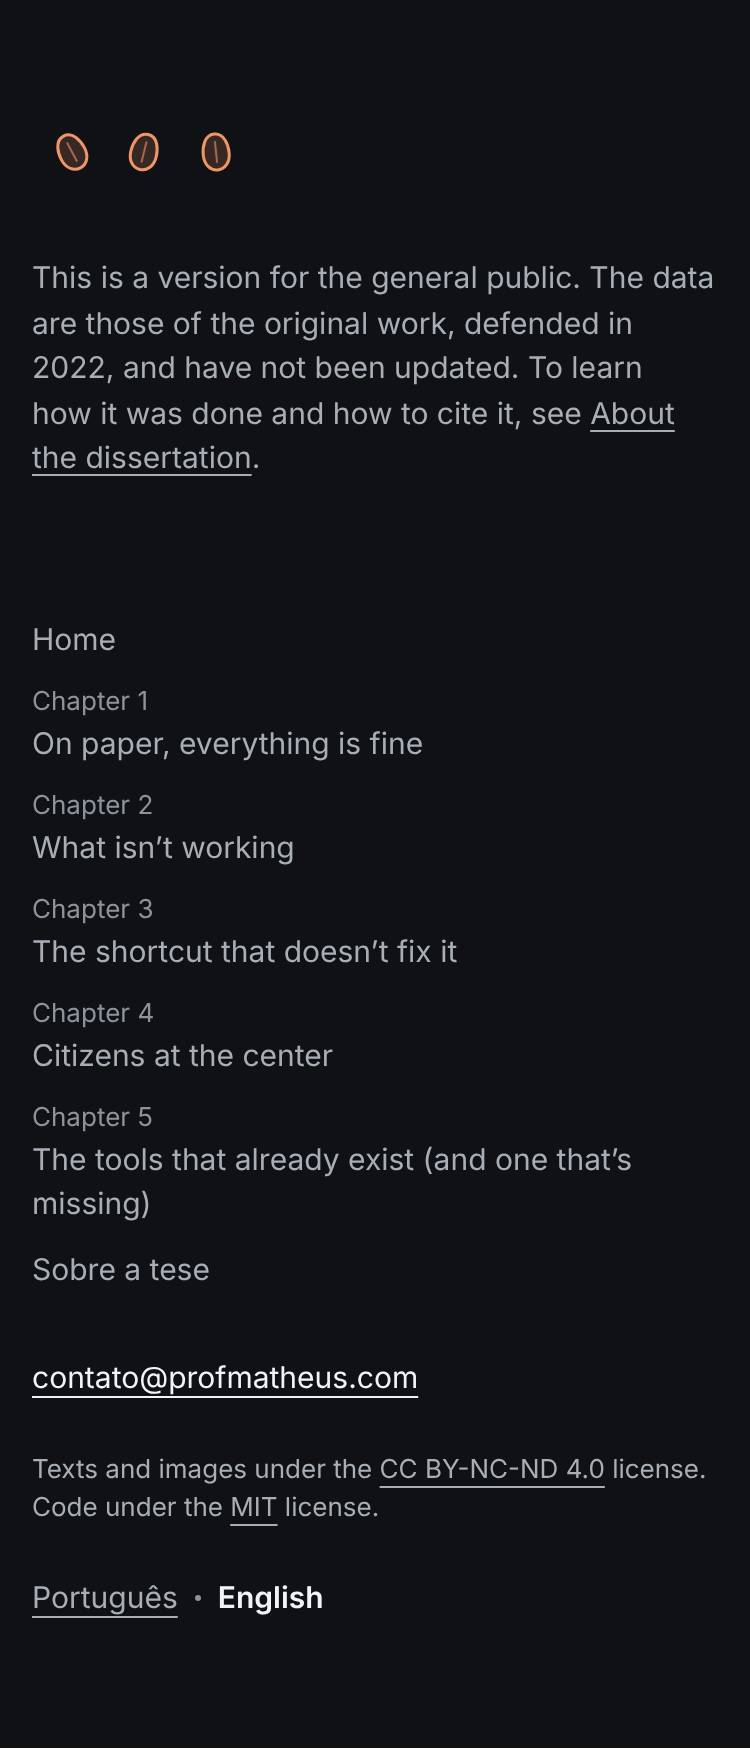 This is a version for the general public. The data
are those of the original work, defended in
2022, and have not been updated. To learn
how it was done and how to cite it, see About
the dissertation.
Home
Chapter 1
On paper, everything is fine
Chapter 2
What isn’t working
Chapter 3
The shortcut that doesn’t fix it
Chapter 4
Citizens at the center
Chapter 5
The tools that already exist (and one that’s
missing)
Sobre a tese
contato@profmatheus.com
Texts and images under the CC BY-NC-ND 4.0 license.
Code under the MIT license.
Português • English